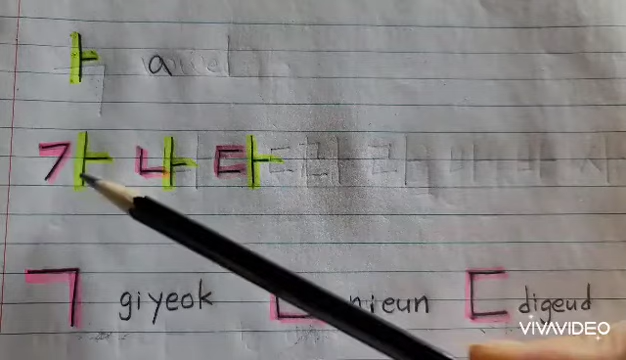 ㅏ a
가 나 다
ㄱ giyeok ㄴ nieun ㄷ digeud
VIVAVIDEO